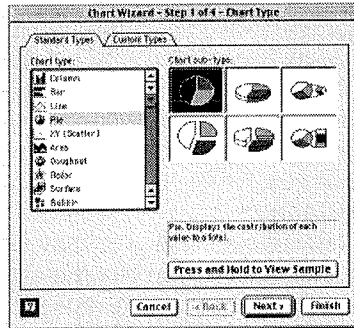 Chart Wizard - Step 1 of 4 - Chart Type
Standard Types
Custom Types
Chart type:
Chart sub-type:
Column
Bar
Line
Pie
XY (Scatter)
Area
Doughnut
Radar
Surface
Bubble
Pie. Displays the contribution of each
value to a total.
Press and Hold to View Sample
?
Cancel
< Back
Next >
Finish